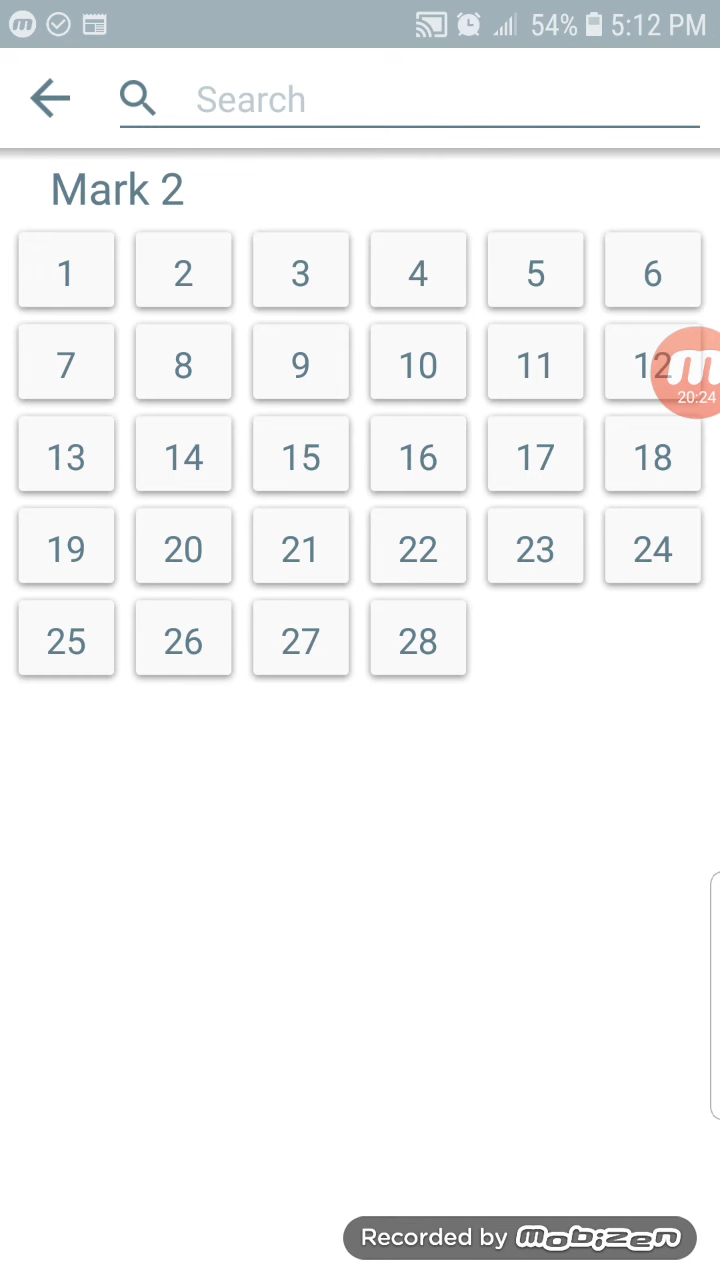 54% 5:12 PM
Search
Mark 2
1 2 3 4 5 6
7 8 9 10 11 12
20:24
13 14 15 16 17 18
19 20 21 22 23 24
25 26 27 28
Recorded by mobizen